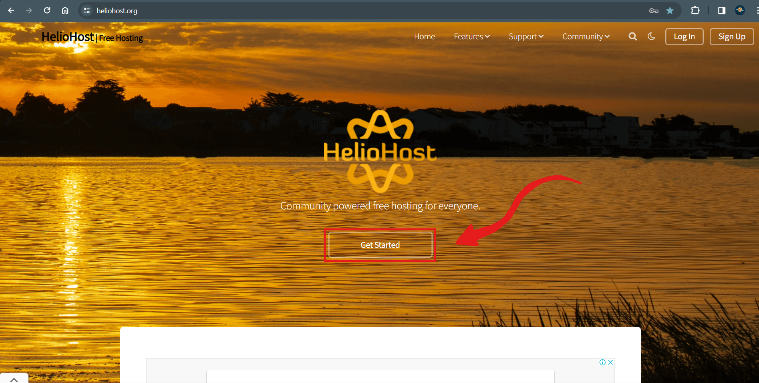 heliohost.org
HelioHost | Free Hosting
Home Features Support Community Log In Sign Up
HelioHost
Community powered free hosting for everyone.
Get Started